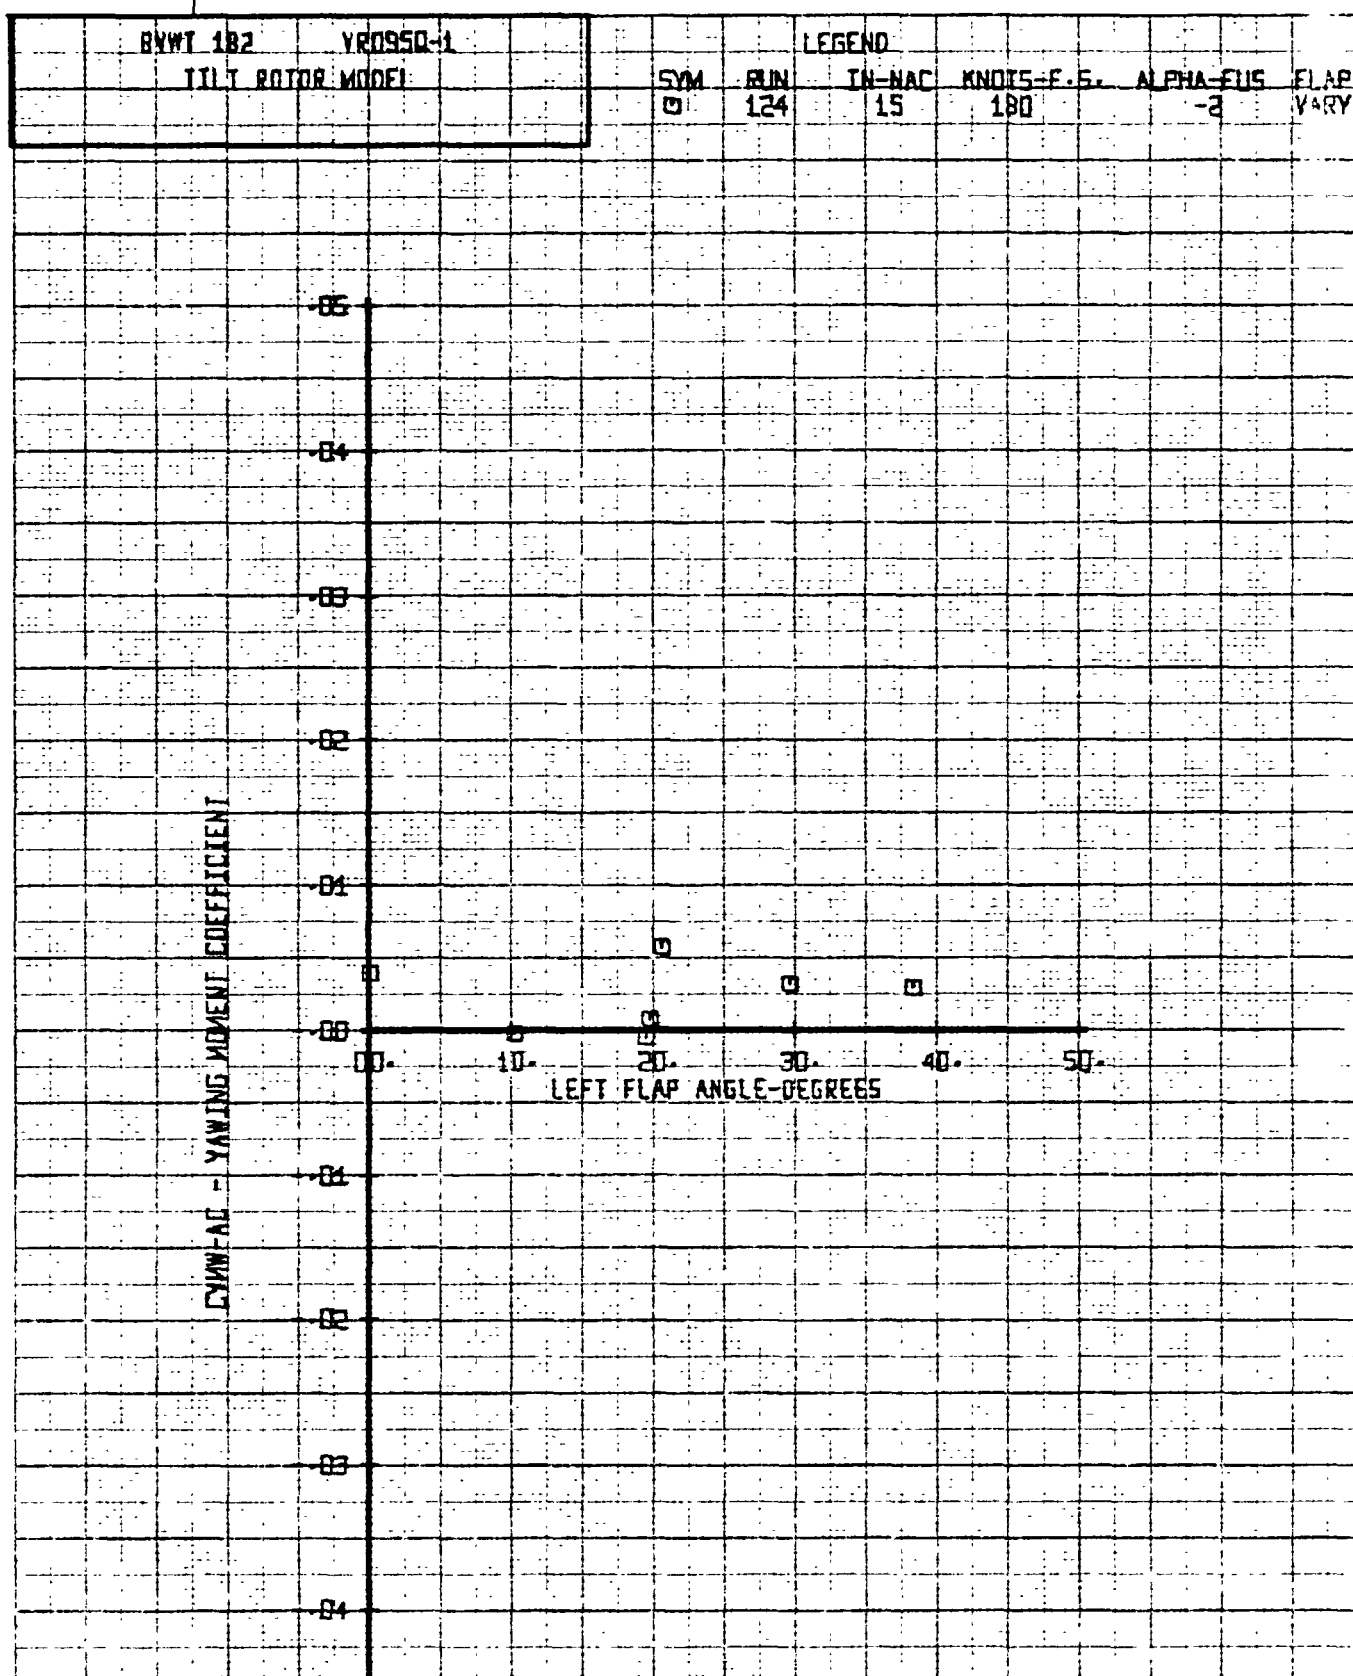 BVWT 182 VR095Q-1
TILT ROTOR MODEL
LEGEND
SYM RUN IN-NAC KNOTS-F.S. ALPHA-FUS FLAP
124 15 180 -2 VARY
.05
.04
.03
.02
.01
.00
00. 10. 20. 30. 40. 50.
LEFT FLAP ANGLE-DEGREES
CYMW-AC - YAWING MOMENT COEFFICIENT
-.01
-.02
-.03
-.04